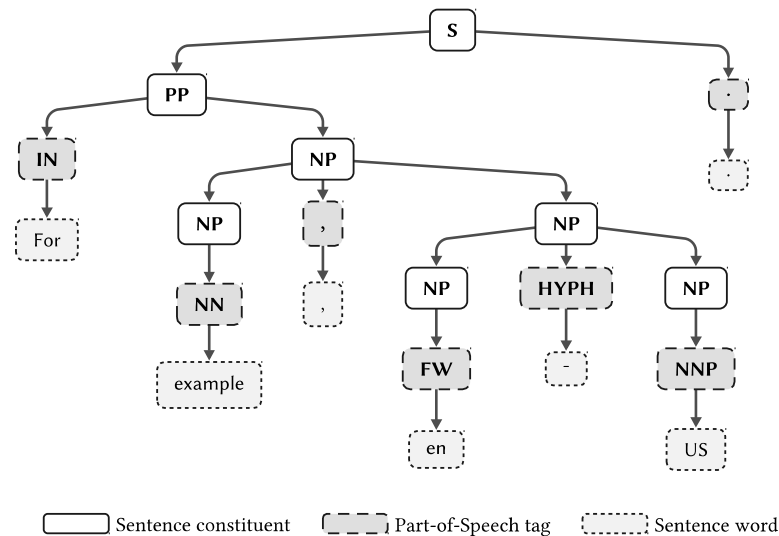 S
PP
.
IN
NP
.
For
NP
,
NP
NN
,
NP
HYPH
NP
example
FW
-
NNP
en
US
Sentence constituent
Part-of-Speech tag
Sentence word